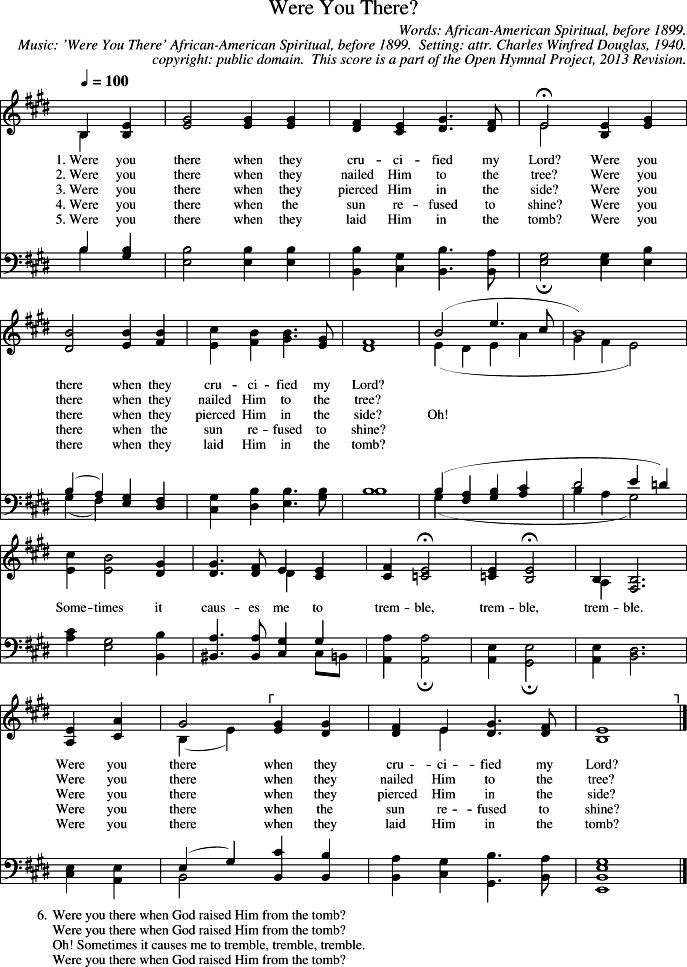 Were You There?
Words: African-American Spiritual, before 1899.
Music: 'Were You There' African-American Spiritual, before 1899. Setting: attr. Charles Winfred Douglas, 1940.
copyright: public domain. This score is a part of the Open Hymnal Project, 2013 Revision.
♩ = 100
1. Were you there when they cru - ci - fied my Lord? Were you
2. Were you there when they nailed Him to the tree? Were you
3. Were you there when they pierced Him in the side? Were you
4. Were you there when the sun re - fused to shine? Were you
5. Were you there when they laid Him in the tomb? Were you
there when they cru - ci - fied my Lord?
there when they nailed Him to the tree?
there when they pierced Him in the side? Oh!
there when the sun re - fused to shine?
there when they laid Him in the tomb?
Some - times it caus - es me to trem - ble, trem - ble, trem - ble.
Were you there when they cru - ci - fied my Lord?
Were you there when they nailed Him to the tree?
Were you there when they pierced Him in the side?
Were you there when the sun re - fused to shine?
Were you there when they laid Him in the tomb?
6. Were you there when God raised Him from the tomb?
Were you there when God raised Him from the tomb?
Oh! Sometimes it causes me to tremble, tremble, tremble.
Were you there when God raised Him from the tomb?